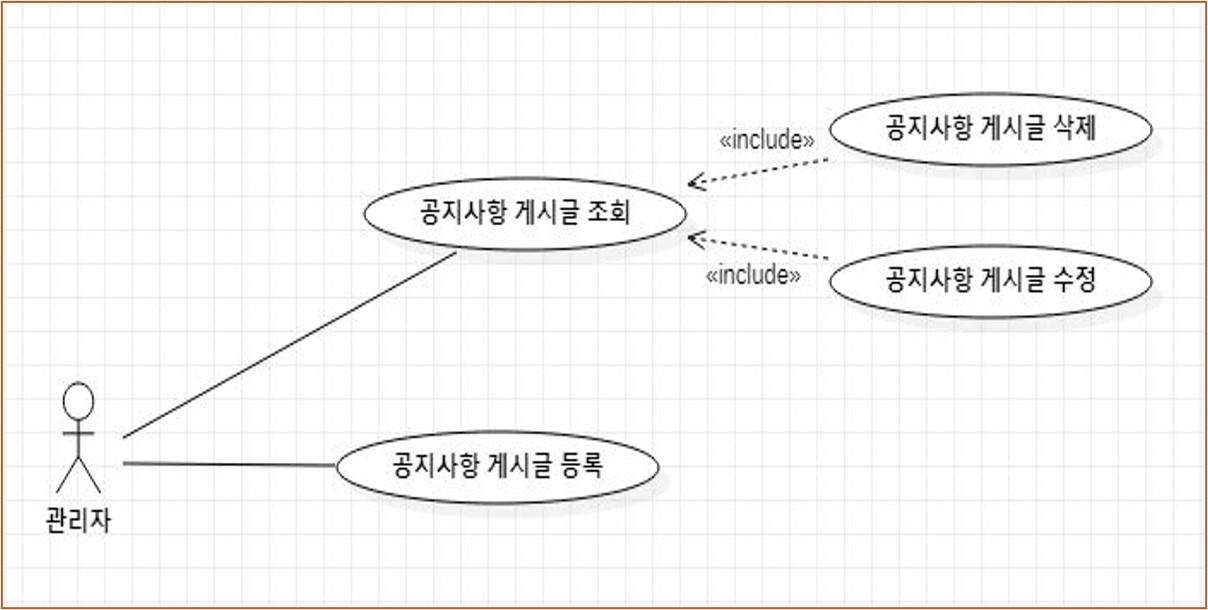 «include»
공지사항 게시글 삭제
공지사항 게시글 조회
«include»
공지사항 게시글 수정
공지사항 게시글 등록
관리자